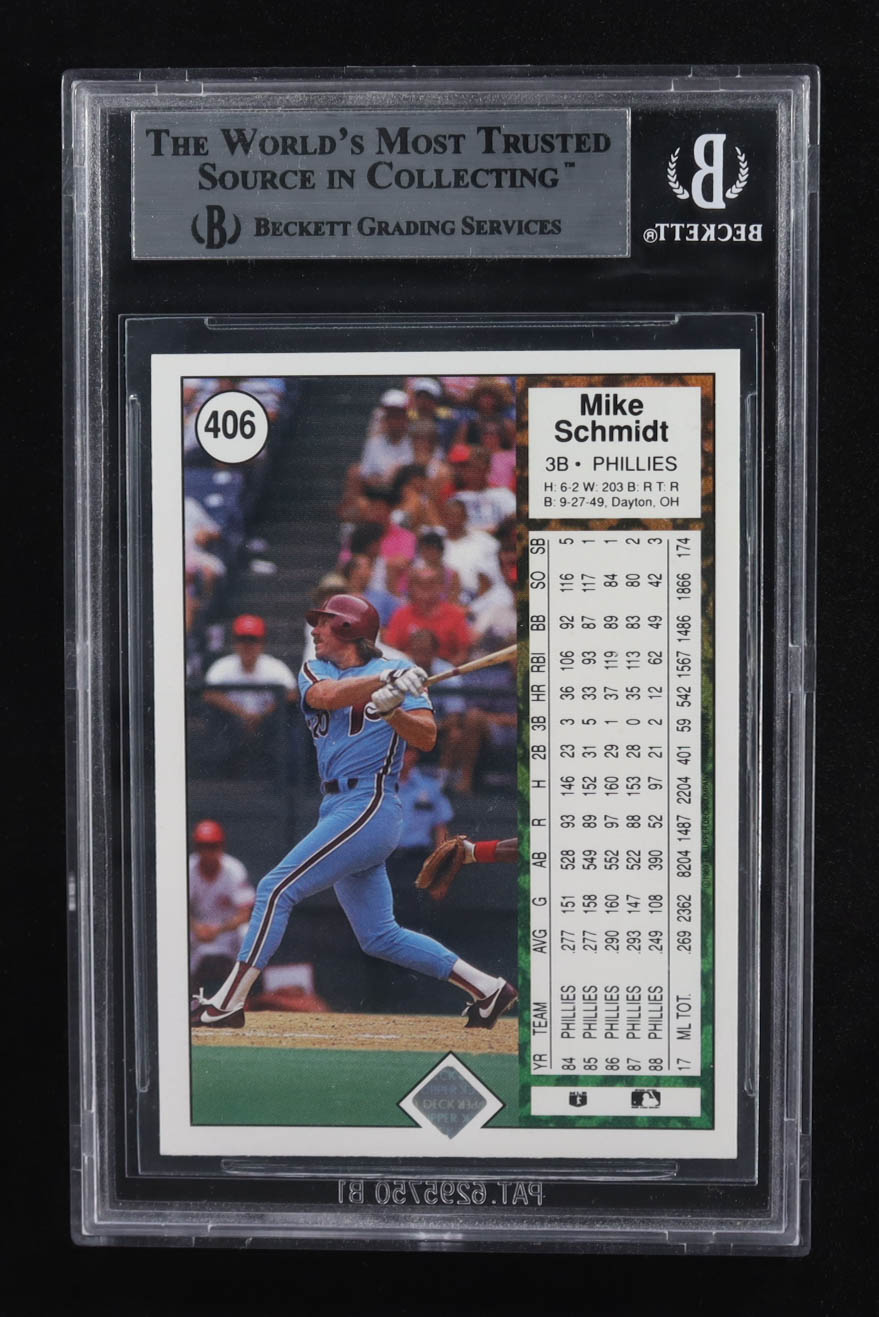 THE WORLD'S MOST TRUSTED
SOURCE IN COLLECTING™
B BECKETT GRADING SERVICES
B
BECKETT®
406
Mike
Schmidt
3B • PHILLIES
H: 6-2 W: 203 B: R T: R
B: 9-27-49, Dayton, OH
YR TEAM AVG G AB R H 2B 3B HR RBI BB SO SB
84 PHILLIES .277 151 528 93 146 23 3 36 106 92 116 5
85 PHILLIES .277 158 549 89 152 31 5 33 93 87 117 1
86 PHILLIES .290 160 552 97 160 29 1 37 119 89 84 1
87 PHILLIES .293 147 522 88 153 28 0 35 113 83 80 2
88 PHILLIES .249 108 390 52 97 21 2 12 62 49 42 3
17 ML TOT. .269 2362 8204 1487 2204 401 59 542 1567 1486 1866 174
20
P
DECK
UPPER
PAT.6295750 B1